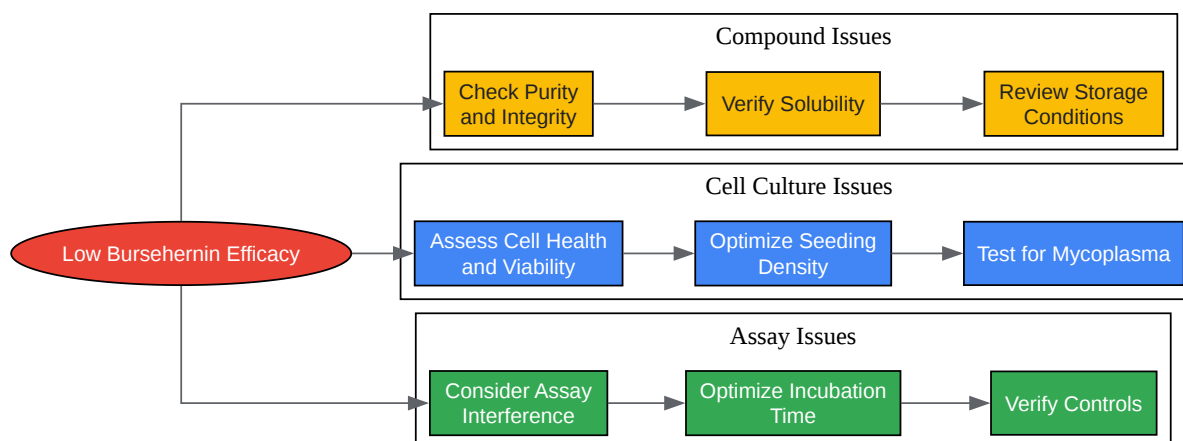 Compound Issues
Check Purity
and Integrity
Verify Solubility
Review Storage
Conditions
Cell Culture Issues
Low Bursehernin Efficacy
Assess Cell Health
and Viability
Optimize Seeding
Density
Test for Mycoplasma
Assay Issues
Consider Assay
Interference
Optimize Incubation
Time
Verify Controls